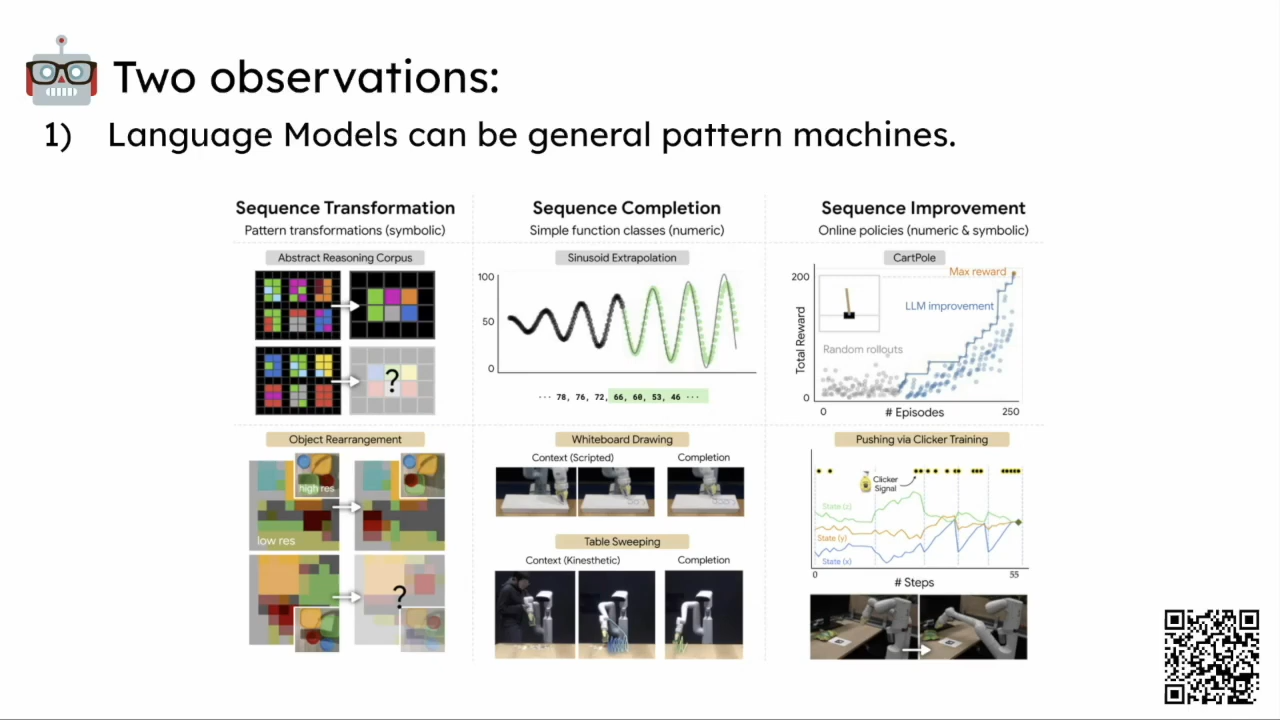 Two observations:
1) Language Models can be general pattern machines.
Sequence Transformation
Pattern transformations (symbolic)
Abstract Reasoning Corpus
?
Object Rearrangement
high res
low res
?
Sequence Completion
Simple function classes (numeric)
Sinusoid Extrapolation
100
50
0
··· 78, 76, 72, 66, 60, 53, 46 ···
Whiteboard Drawing
Context (Scripted) Completion
Table Sweeping
Context (Kinesthetic) Completion
Sequence Improvement
Online policies (numeric & symbolic)
CartPole
Max reward
200
LLM improvement
Total Reward
Random rollouts
0
0 # Episodes 250
Pushing via Clicker Training
Clicker
Signal
State (z)
State (y)
State (x)
0 55
# Steps